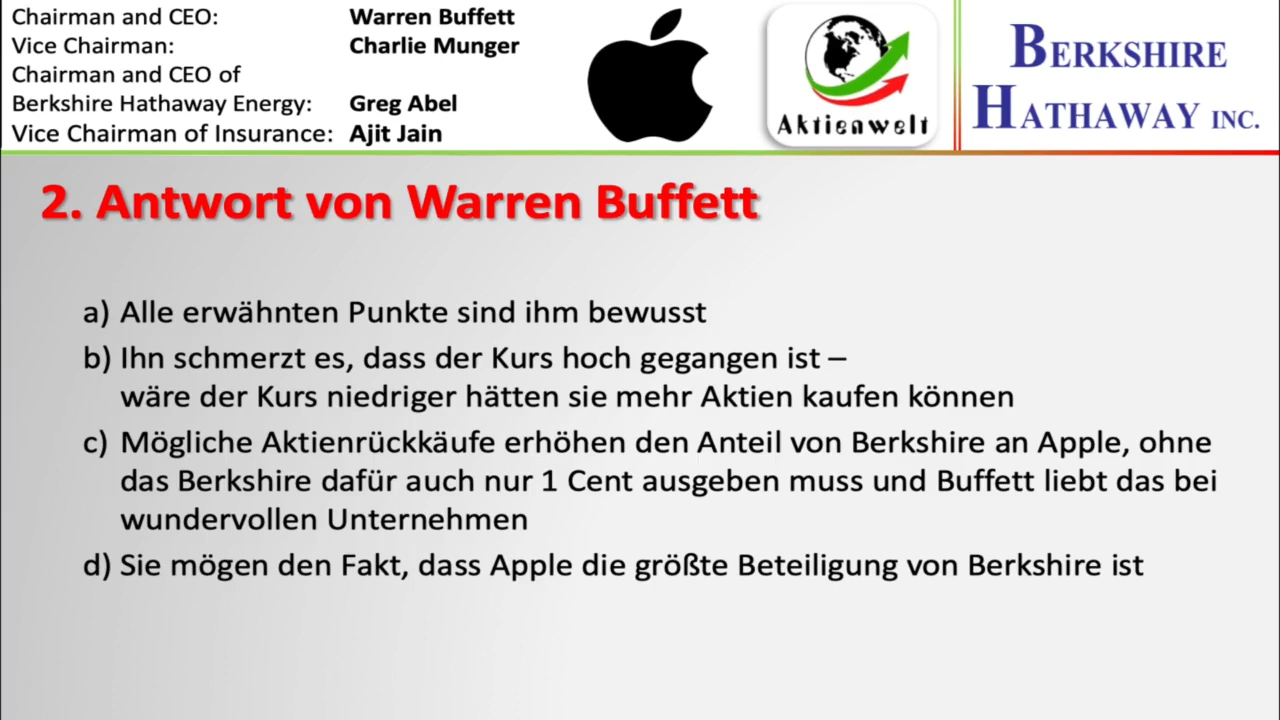 Chairman and CEO: Warren Buffett
Vice Chairman: Charlie Munger
Chairman and CEO of
Berkshire Hathaway Energy: Greg Abel
Vice Chairman of Insurance: Ajit Jain
Aktienwelt
BERKSHIRE
HATHAWAY INC.
2. Antwort von Warren Buffett
a) Alle erwähnten Punkte sind ihm bewusst
b) Ihn schmerzt es, dass der Kurs hoch gegangen ist –
wäre der Kurs niedriger hätten sie mehr Aktien kaufen können
c) Mögliche Aktienrückkäufe erhöhen den Anteil von Berkshire an Apple, ohne
das Berkshire dafür auch nur 1 Cent ausgeben muss und Buffett liebt das bei
wundervollen Unternehmen
d) Sie mögen den Fakt, dass Apple die größte Beteiligung von Berkshire ist